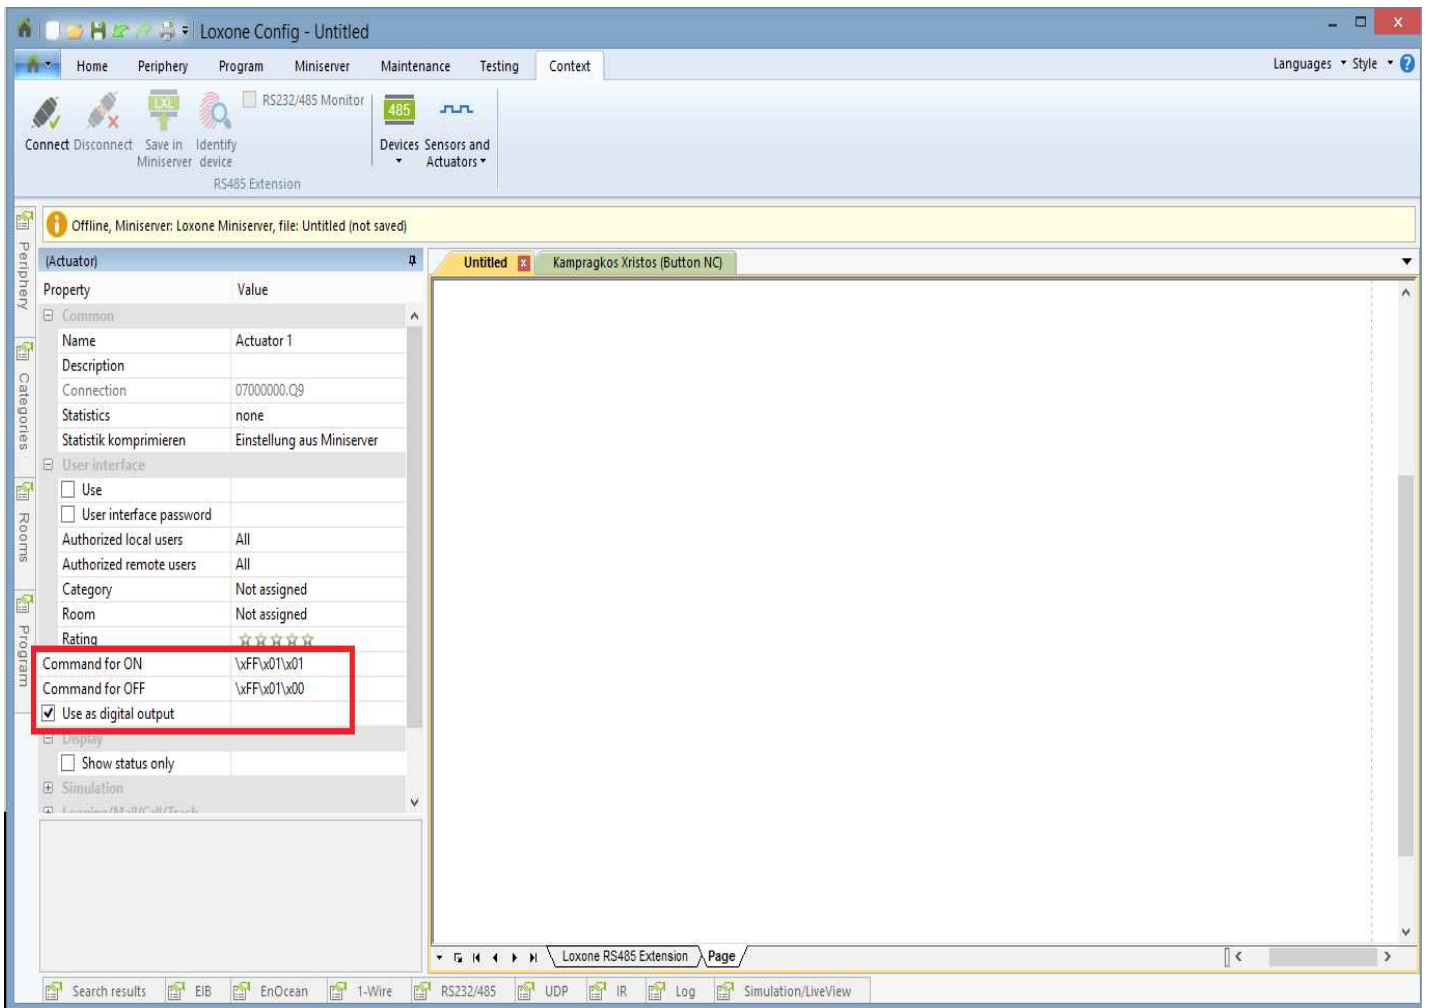 Loxone Config - Untitled
Home Periphery Program Miniserver Maintenance Testing Context Languages Style
LXL RS232/485 Monitor 485
Connect Disconnect Save in Miniserver Identify device Devices Sensors and Actuators
RS485 Extension
Offline, Miniserver: Loxone Miniserver, file: Untitled (not saved)
Periphery
Categories
Rooms
Program
(Actuator)
Untitled x Kampragkos Xristos (Button NC)
Property Value
Common
Name Actuator 1
Description
Connection 07000000.Q9
Statistics none
Statistik komprimieren Einstellung aus Miniserver
User interface
Use
User interface password
Authorized local users All
Authorized remote users All
Category Not assigned
Room Not assigned
Rating
Command for ON \xFF\x01\x01
Command for OFF \xFF\x01\x00
Use as digital output
Display
Show status only
Simulation
Loxone RS485 Extension Page
Search results EIB EnOcean 1-Wire RS232/485 UDP IR Log Simulation/LiveView